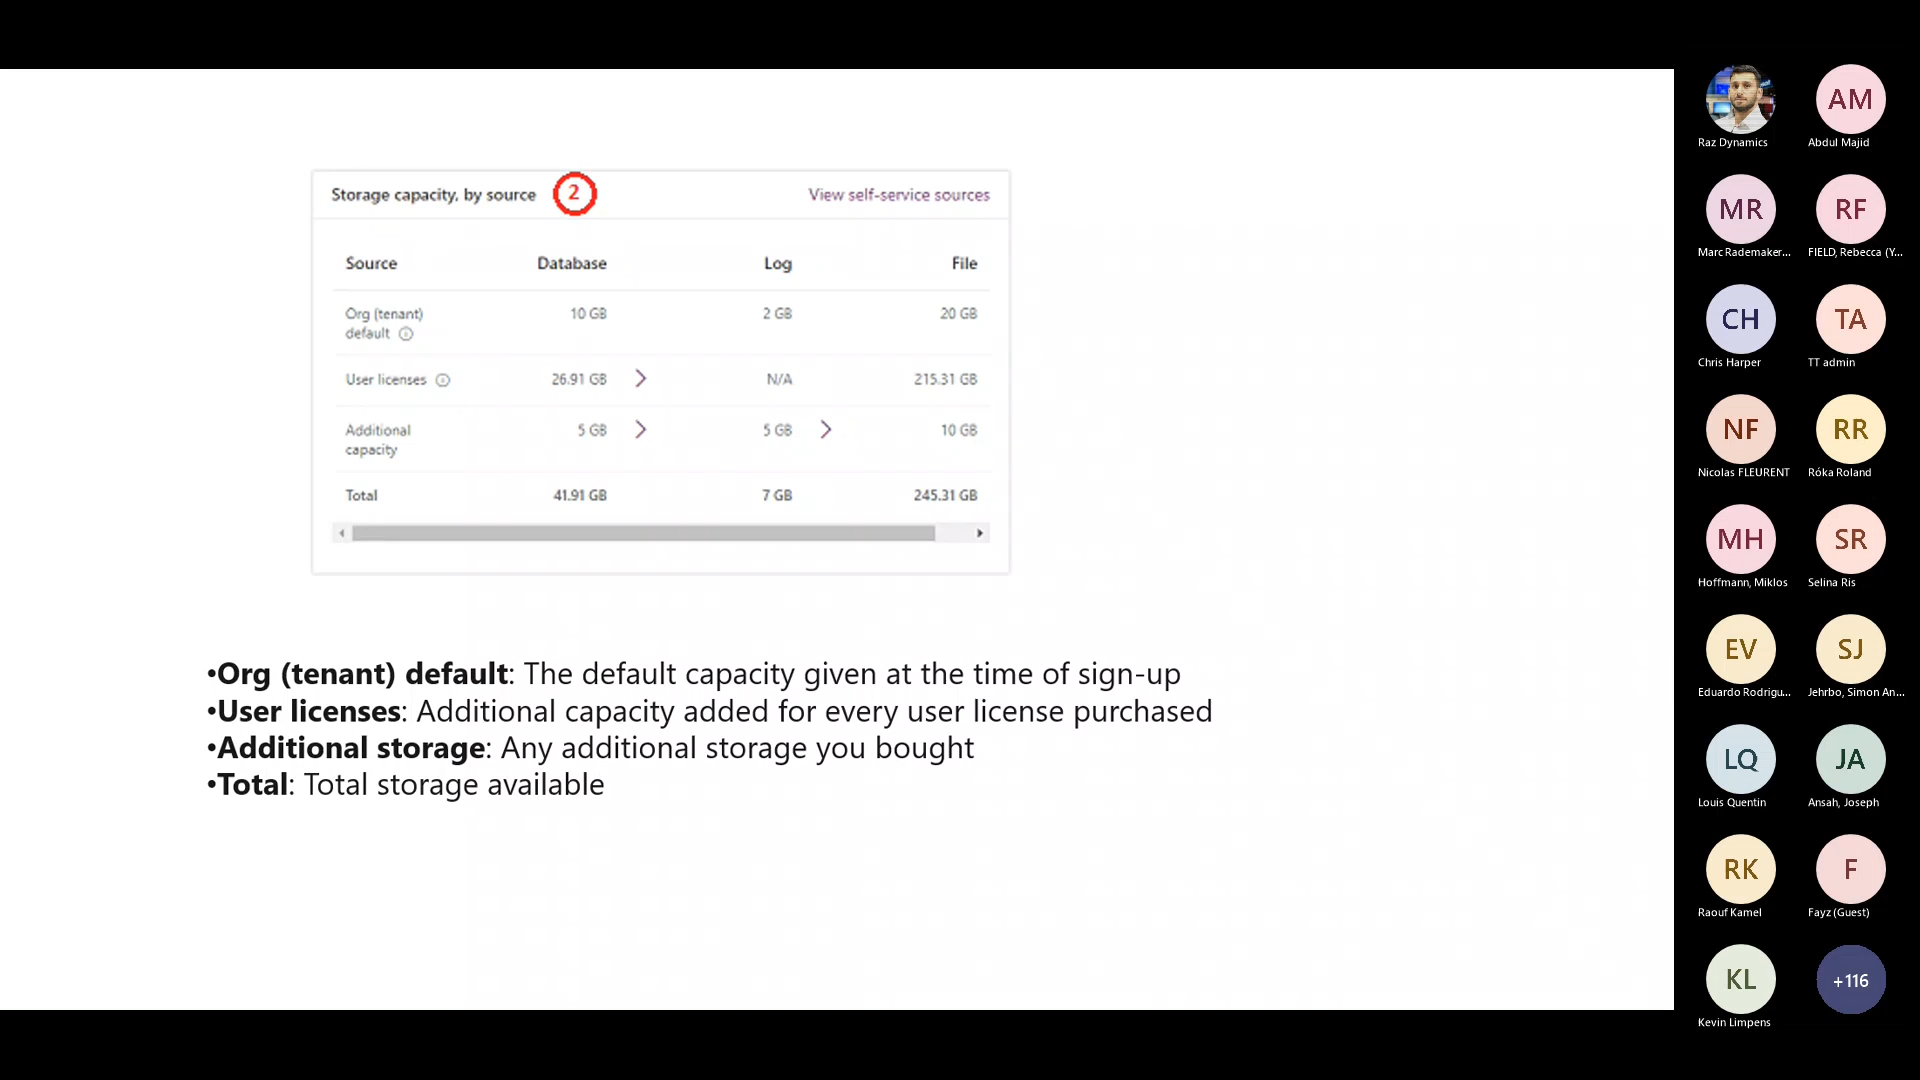 Storage capacity, by source 2 View self-service sources
Source Database Log File
Org (tenant) default 10 GB 2 GB 20 GB
User licenses 26.91 GB N/A 215.31 GB
Additional capacity 5 GB 5 GB 10 GB
Total 41.91 GB 7 GB 245.31 GB
•Org (tenant) default: The default capacity given at the time of sign-up
•User licenses: Additional capacity added for every user license purchased
•Additional storage: Any additional storage you bought
•Total: Total storage available
AM
Raz Dynamics Abdul Majid
MR RF
Marc Rademaker... FIELD, Rebecca (Y...
CH TA
Chris Harper TT admin
NF RR
Nicolas FLEURENT Róka Roland
MH SR
Hoffmann, Miklos Selina Ris
EV SJ
Eduardo Rodrigu... Jehrbo, Simon An...
LQ JA
Louis Quentin Ansah, Joseph
RK F
Raouf Kamel Fayz (Guest)
KL +116
Kevin Limpens